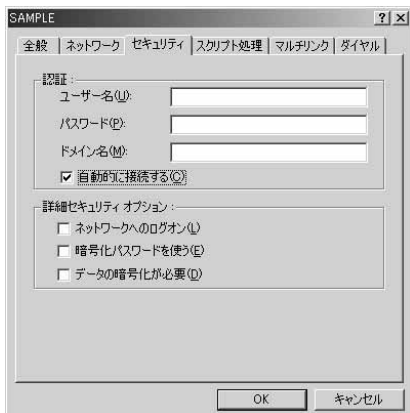 SAMPLE
全般 ネットワーク セキュリティ スクリプト処理 マルチリンク ダイヤル
認証:
ユーザー名(U):
パスワード(P):
ドメイン名(M):
自動的に接続する(C)
詳細セキュリティ オプション:
ネットワークへのログオン(L)
暗号化パスワードを使う(E)
データの暗号化が必要(D)
OK キャンセル